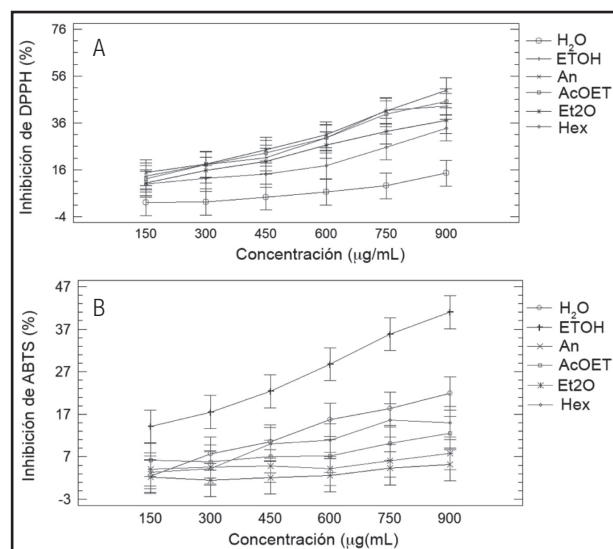 A
Inhibición de DPPH (%)
76
56
36
16
-4
150 300 450 600 750 900
Concentración (µg/mL)
H₂O
ETOH
An
AcOET
Et2O
Hex
B
Inhibición de ABTS (%)
47
37
27
17
7
-3
150 300 450 600 750 900
Concentración (µg(mL)
H₂O
ETOH
An
AcOET
Et2O
Hex